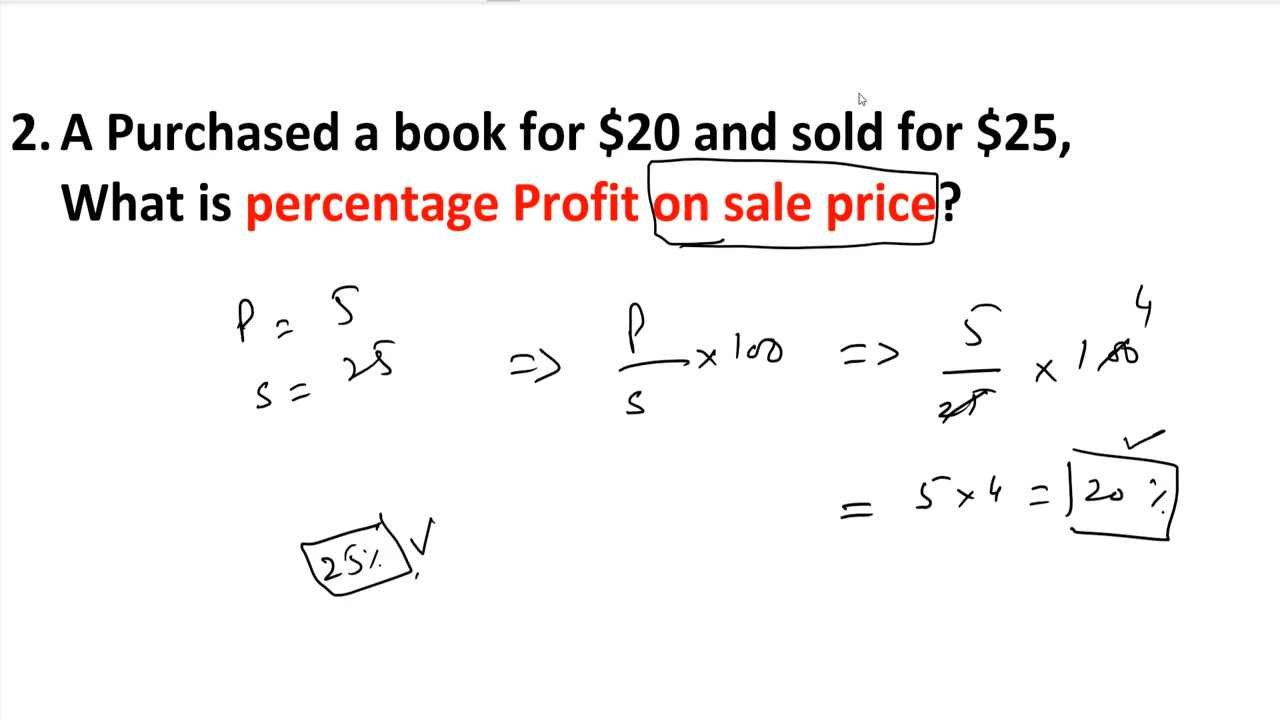 2. A Purchased a book for $20 and sold for $25,
What is percentage Profit on sale price?
P = 5
S = 25
=> P/S × 100 => 5/25 × 100 4
= 5 × 4 = 20 %
25%